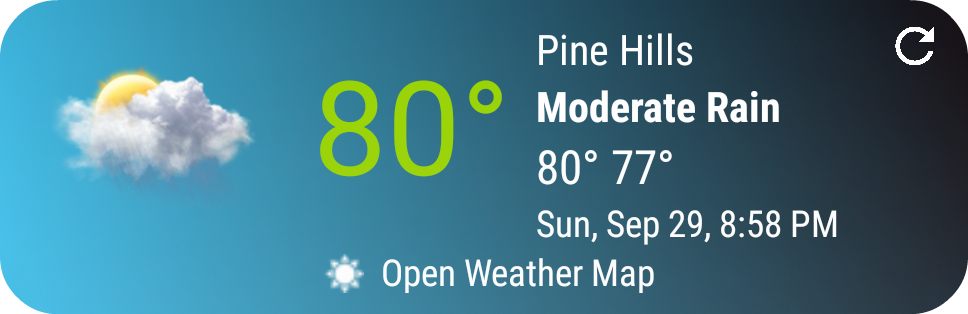 80°
Pine Hills
Moderate Rain
80° 77°
Sun, Sep 29, 8:58 PM
Open Weather Map